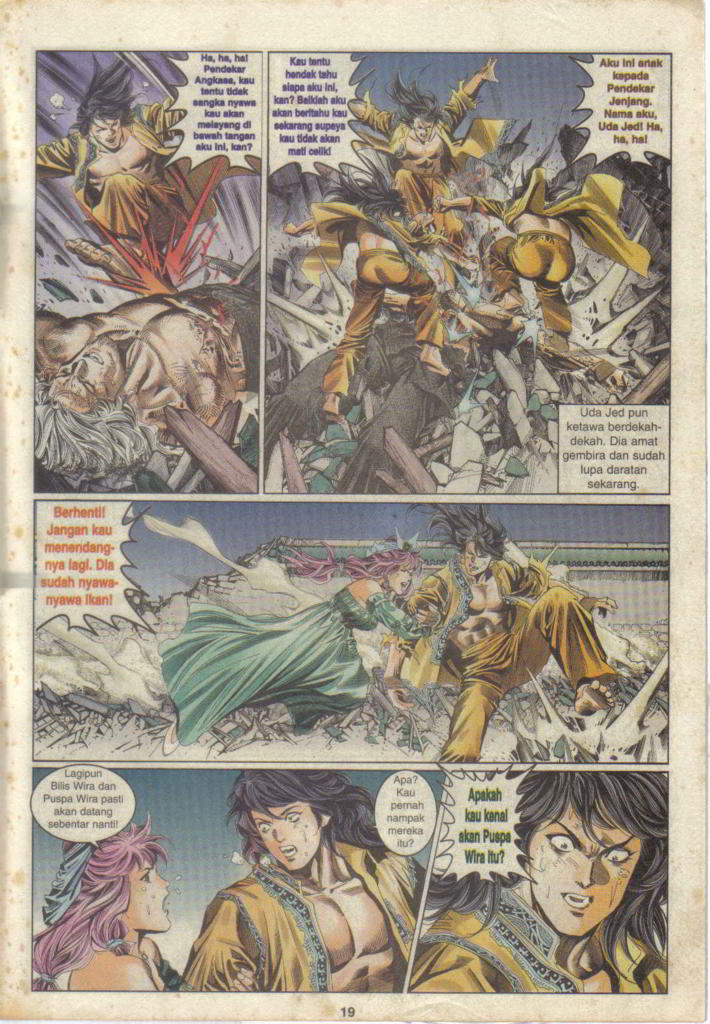 Ha, ha, ha!
Pendekar
Angkasa, kau
tentu tidak
sangka nyawa
kau akan
melayang di
bawah tangan
aku ini, kan?
Kau tentu
hendak tahu
siapa aku ini,
kan? Baiklah aku
akan beritahu kau
sekarang supaya
kau tidak akan
mati celik!
Aku ini anak
kepada
Pendekar
Jenjang.
Nama aku,
Uda Jed! Ha,
ha, ha!
Uda Jed pun
ketawa berdekah-
dekah. Dia amat
gembira dan sudah
lupa daratan
sekarang.
Berhenti!
Jangan kau
menendang-
nya lagi. Dia
sudah nyawa-
nyawa ikan!
Lagipun
Bilis Wira dan
Puspa Wira pasti
akan datang
sebentar nanti!
Apa?
Kau
pernah
nampak
mereka
itu?
Apakah
kau kenal
akan Puspa
Wira itu?
19